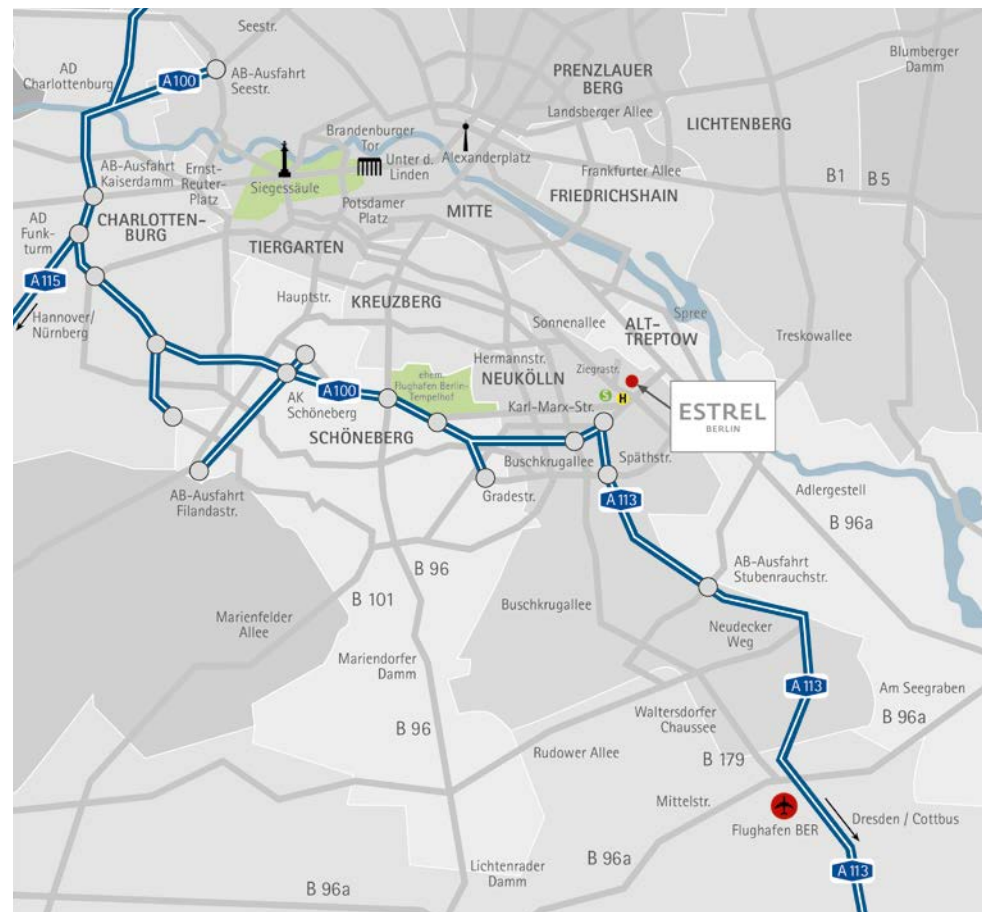 Seestr.
AD
Charlottenburg
A100
AB-Ausfahrt
Seestr.
PRENZLAUER
BERG
Blumberger
Damm
Landsberger Allee
LICHTENBERG
Brandenburger
Tor
Unter d.
Linden
Alexanderplatz
AB-Ausfahrt
Kaiserdamm
Ernst-
Reuter-
Platz
Siegessäule
Frankfurter Allee
B1
B5
FRIEDRICHSHAIN
Potsdamer
Platz
MITTE
AD
Funk-
turm
CHARLOTTEN-
BURG
TIERGARTEN
A115
Hannover/
Nürnberg
Hauptstr.
KREUZBERG
Sonnenallee
ALT-
TREPTOW
Spree
Treskowallee
Hermannstr.
NEUKÖLLN
Ziegrastr.
ehem.
Flughafen Berlin-
Tempelhof
S
H
ESTREL
BERLIN
AK
Schöneberg
A100
Karl-Marx-Str.
SCHÖNEBERG
Buschkrugallee
Späthstr.
Gradestr.
AB-Ausfahrt
Filandastr.
A113
Adlergestell
B 96a
AB-Ausfahrt
Stubenrauchstr.
B 96
B 101
Buschkrugallee
Marienfelder
Allee
Neudecker
Weg
Mariendorfer
Damm
A113
Am Seegraben
B 96a
Waltersdorfer
Chaussee
B 96
Rudower Allee
B 179
Mittelstr.
Flughafen BER
Dresden / Cottbus
B 96a
Lichtenrader
Damm
A113
B 96a